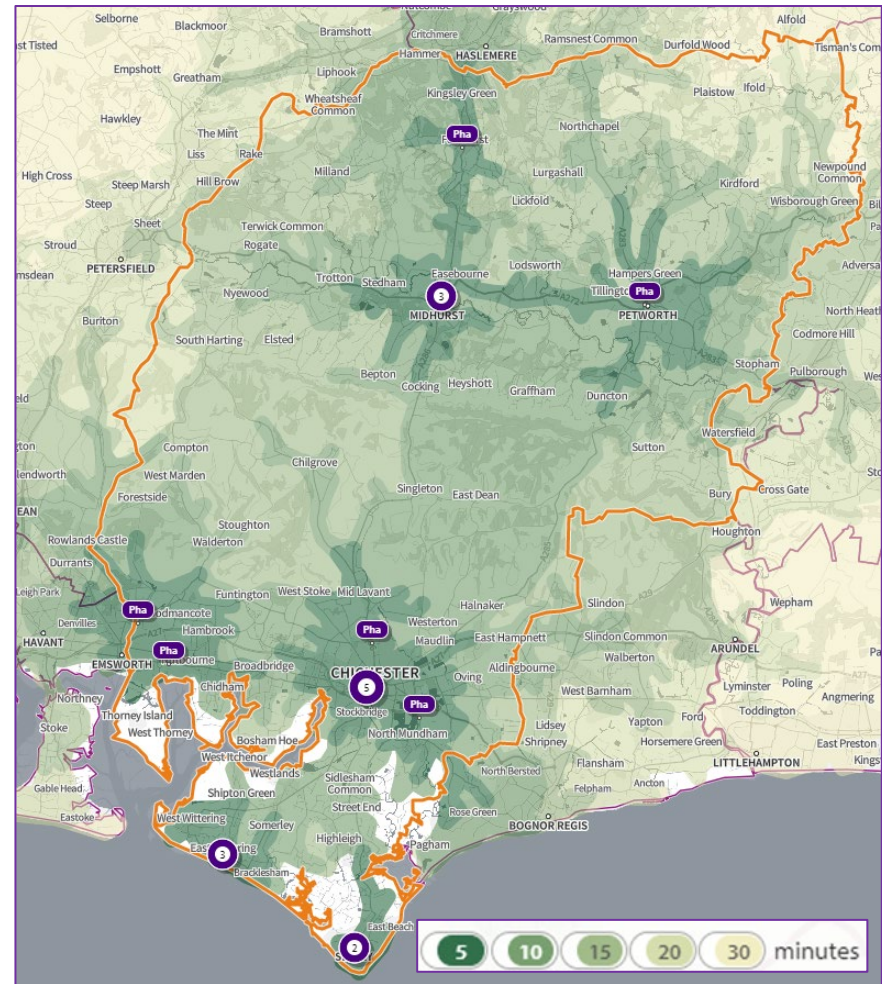 Selborne
Blackmoor
Bramshott
Critchmere
Grayswood
Alfold
Ramsnest Common
Durfold Wood
Tisman's Com
Hammer
HASLEMERE
st Tisted
Empshott
Greatham
Liphook
Wheatsheaf
Common
Kingsley Green
Plaistow
Ifold
Hawkley
The Mint
Liss
Rake
Pha
Northchapel
High Cross
Steep Marsh
Steep
Hill Brow
Milland
Lurgashall
Kirdford
Newpound
Common
Lickfold
Wisborough Green
Sheet
Terwick Common
Rogate
Stroud
PETERSFIELD
msdean
Trotton
Stedham
Easebourne
Lodsworth
Hampers Green
Adversa
Nyewood
3
MIDHURST
A272
Pha
PETWORTH
North Heath
Buriton
South Harting
Elsted
Codmore Hill
Stopham
Pulborough
Bepton
Cocking
Heyshott
Graffham
Duncton
Watersfield
Compton
Chilgrove
Sutton
West Marden
lendworth
Forestside
Singleton
East Dean
Bury
Cross Gate
EAN
Stoughton
Walderton
Houghton
Rowlands Castle
Durrants
Leigh Park
Funtington
West Stoke
Mid Lavant
Halnaker
Slindon
Wepham
Pha
Denvilles
Hambrook
Pha
Westerton
Maudlin
East Hampnett
Slindon Common
HAVANT
EMSWORTH
Pha
Broadbridge
CHICHESTER
Oving
Aldingbourne
Walberton
ARUNDEL
Northney
Chidham
5
West Barnham
Lyminster
Poling
Angmering
Thorney Island
West Thorney
Stoke
Stockbridge
Pha
North Mundham
Bosham Hoe
Lidsey
Shripney
Yapton
Ford
Toddington
Horsemere Green
East Preston
West Itchenor
Westlands
Gable Head
Shipton Green
Sidlesham
Common
North Bersted
Flansham
LITTLEHAMPTON
Felpham
Ancton
Street End
Rose Green
Eastoke
West Wittering
Somerley
Highleigh
BOGNOR REGIS
Pagham
3
Bracklesham
East Beach
2
5 10 15 20 30 minutes